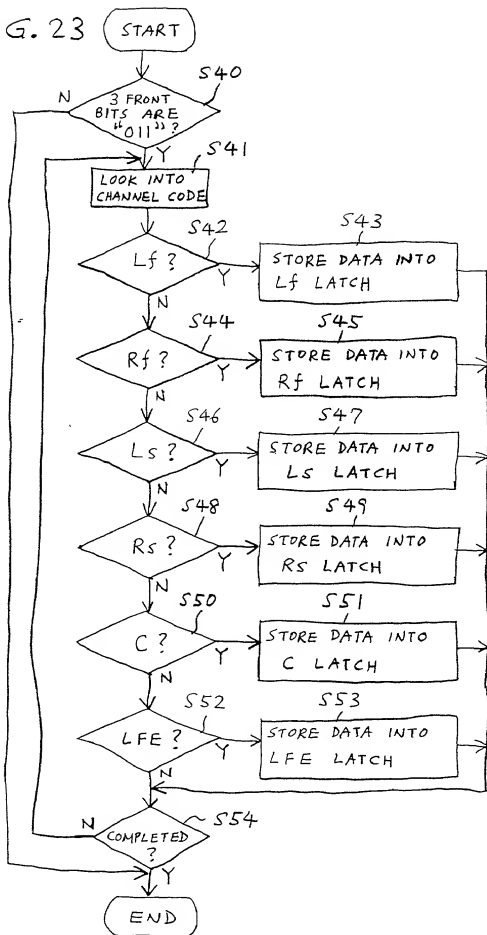 G. 23
START
S40
N
3 FRONT
BITS ARE
"011"?
Y
S41
LOOK INTO
CHANNEL CODE
S42
Lf ?
Y
N
S43
STORE DATA INTO
Lf LATCH
S44
Rf ?
Y
N
S45
STORE DATA INTO
Rf LATCH
S46
Ls ?
Y
N
S47
STORE DATA INTO
Ls LATCH
S48
Rs ?
Y
N
S49
STORE DATA INTO
Rs LATCH
S50
C ?
Y
N
S51
STORE DATA INTO
C LATCH
S52
LFE ?
Y
N
S53
STORE DATA INTO
LFE LATCH
S54
N
COMPLETED
?
Y
END